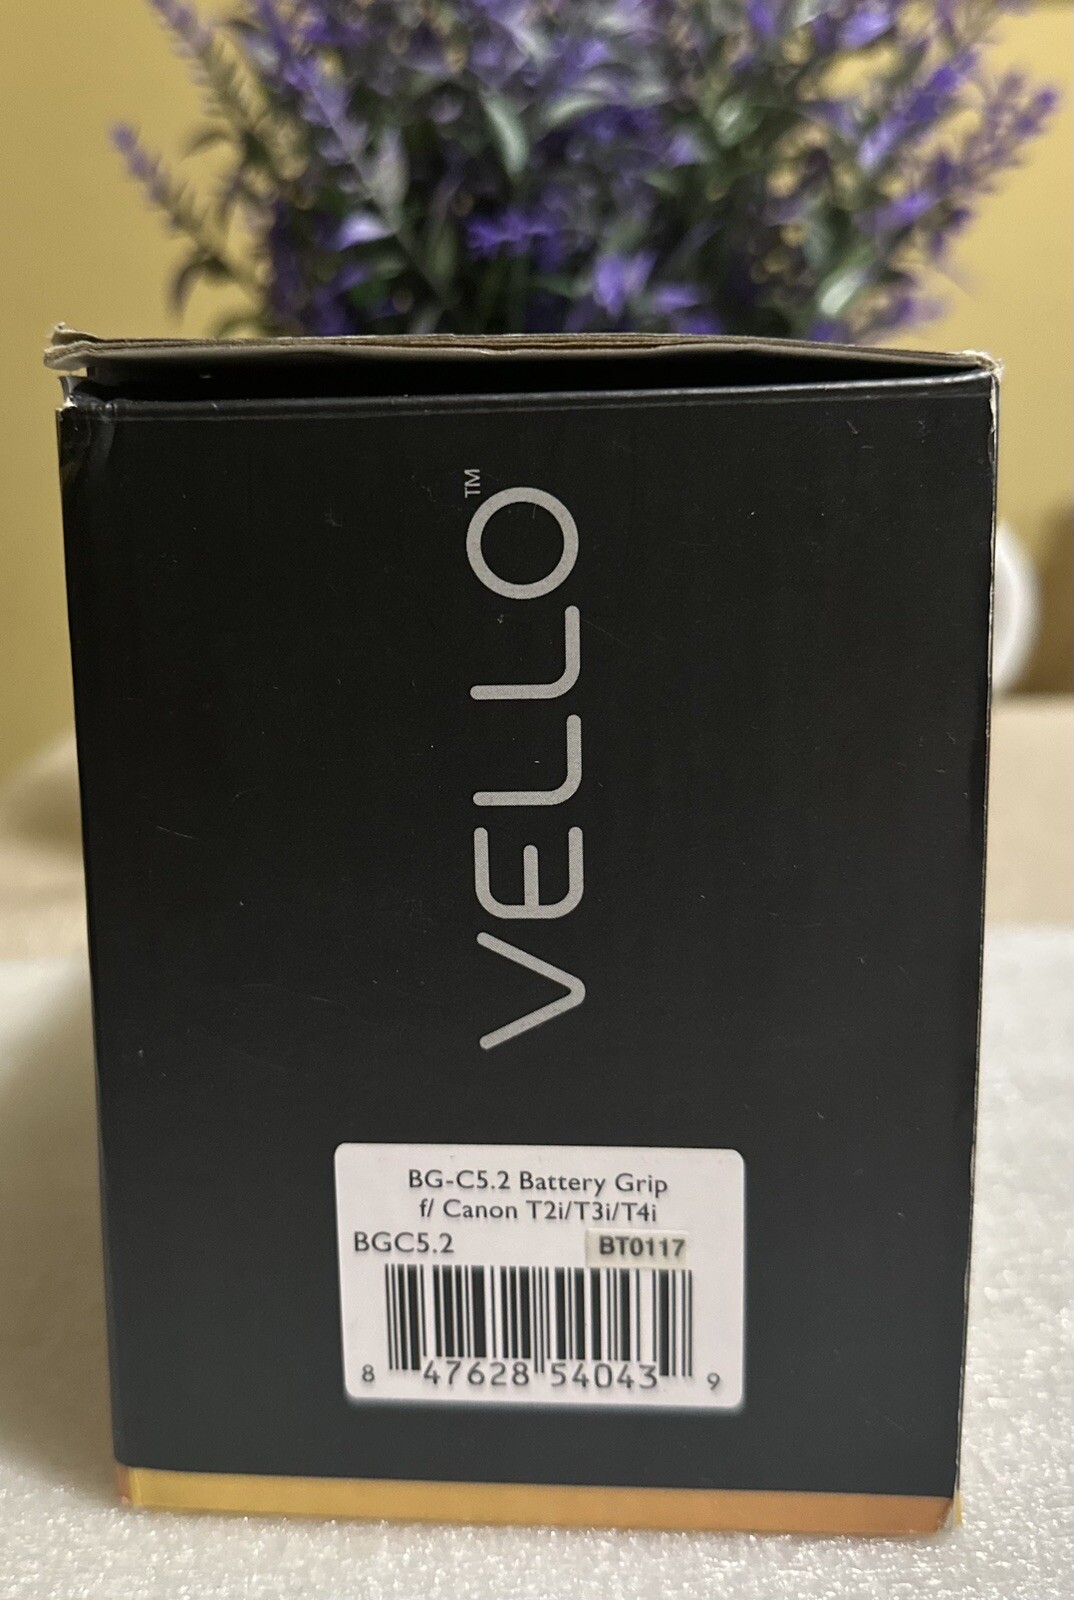 VELLO™
BG-C5.2 Battery Grip
f/ Canon T2i/T3i/T4i
BGC5.2 BT0117
8 47628 54043 9